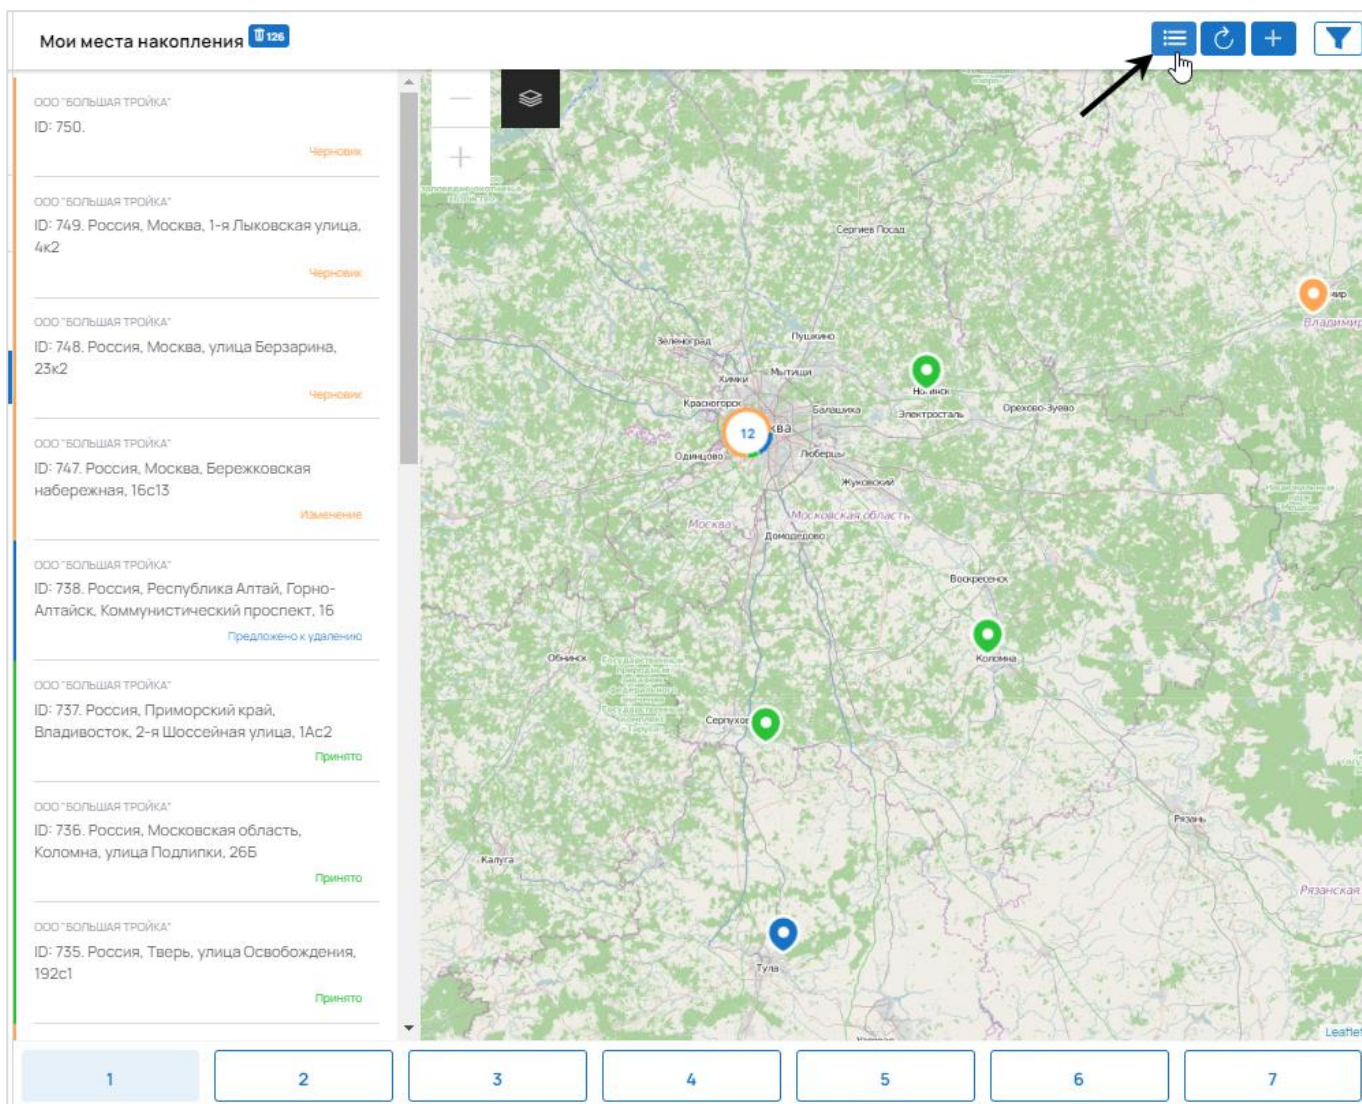 Мои места накопления 126
ООО "БОЛЬШАЯ ТРОЙКА"
ID: 750.
Черновик
ООО "БОЛЬШАЯ ТРОЙКА"
ID: 749. Россия, Москва, 1-я Лыковская улица,
4к2
Черновик
ООО "БОЛЬШАЯ ТРОЙКА"
ID: 748. Россия, Москва, улица Берзарина,
23к2
Черновик
ООО "БОЛЬШАЯ ТРОЙКА"
ID: 747. Россия, Москва, Бережковская
набережная, 16с13
Изменение
ООО "БОЛЬШАЯ ТРОЙКА"
ID: 738. Россия, Республика Алтай, Горно-
Алтайск, Коммунистический проспект, 16
Предложено к удалению
ООО "БОЛЬШАЯ ТРОЙКА"
ID: 737. Россия, Приморский край,
Владивосток, 2-я Шоссейная улица, 1Ас2
Принято
ООО "БОЛЬШАЯ ТРОЙКА"
ID: 736. Россия, Московская область,
Коломна, улица Подлипки, 26Б
Принято
ООО "БОЛЬШАЯ ТРОЙКА"
ID: 735. Россия, Тверь, улица Освобождения,
192с1
Принято
Сергиев Посад
мир
Владимир
Пушкино
Зеленоград
Мытищи
Химки
Ногинск
Красногорск
Балашиха
Электросталь
Орехово-Зуево
12
ква
Одинцово
Люберцы
Жуковский
Москва
Московская область
Домодедово
Воскресенск
Обнинск
Коломна
Серпухов
Рязань
Калуга
Рязанская
Тула
Leaflet
1
2
3
4
5
6
7